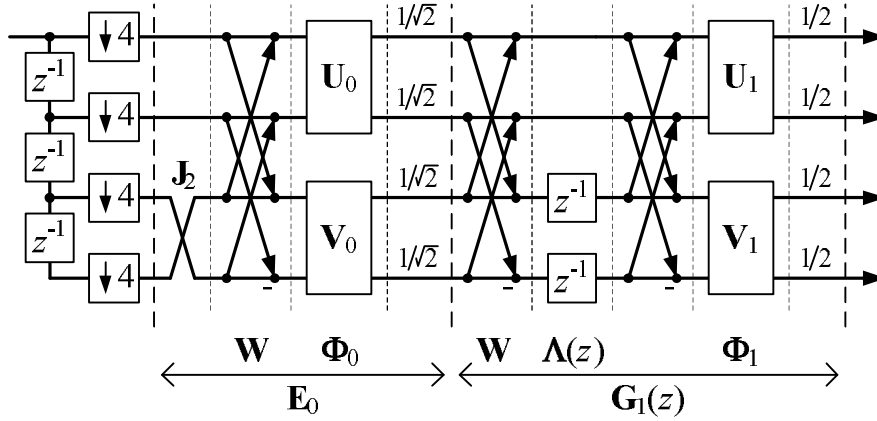 ↓4 1/√2 1/2
z⁻¹ U₀ U₁
↓4 1/√2 1/2
z⁻¹ J₂
↓4 1/√2 z⁻¹ 1/2
z⁻¹ V₀ V₁
↓4 1/√2 z⁻¹ 1/2
- - -
W Φ₀ W Λ(z) Φ₁
E₀ G₁(z)